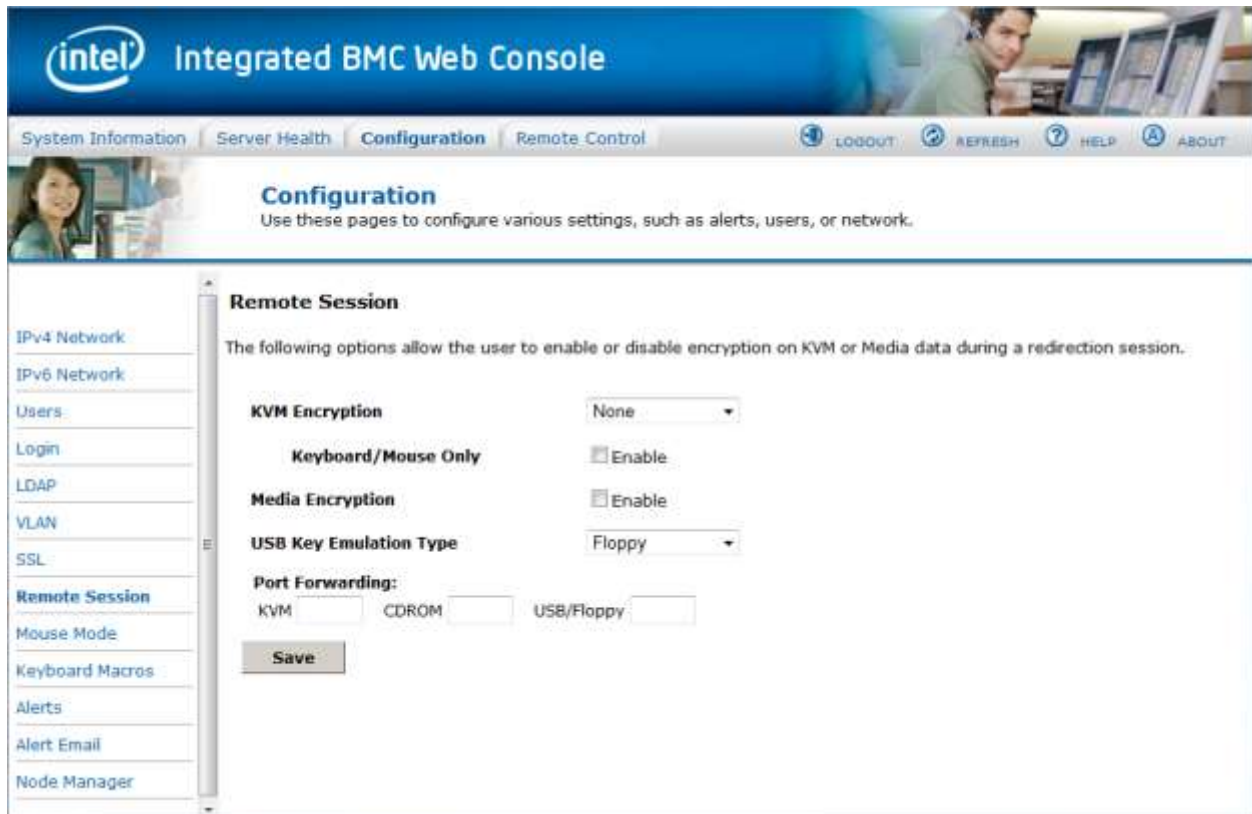 intel Integrated BMC Web Console
System Information Server Health Configuration Remote Control LOGOUT REFRESH HELP ABOUT
Configuration
Use these pages to configure various settings, such as alerts, users, or network.
IPv4 Network
IPv6 Network
Users
Login
LDAP
VLAN
SSL
Remote Session
Mouse Mode
Keyboard Macros
Alerts
Alert Email
Node Manager
Remote Session
The following options allow the user to enable or disable encryption on KVM or Media data during a redirection session.
KVM Encryption None
Keyboard/Mouse Only Enable
Media Encryption Enable
USB Key Emulation Type Floppy
Port Forwarding:
KVM CDROM USB/Floppy
Save